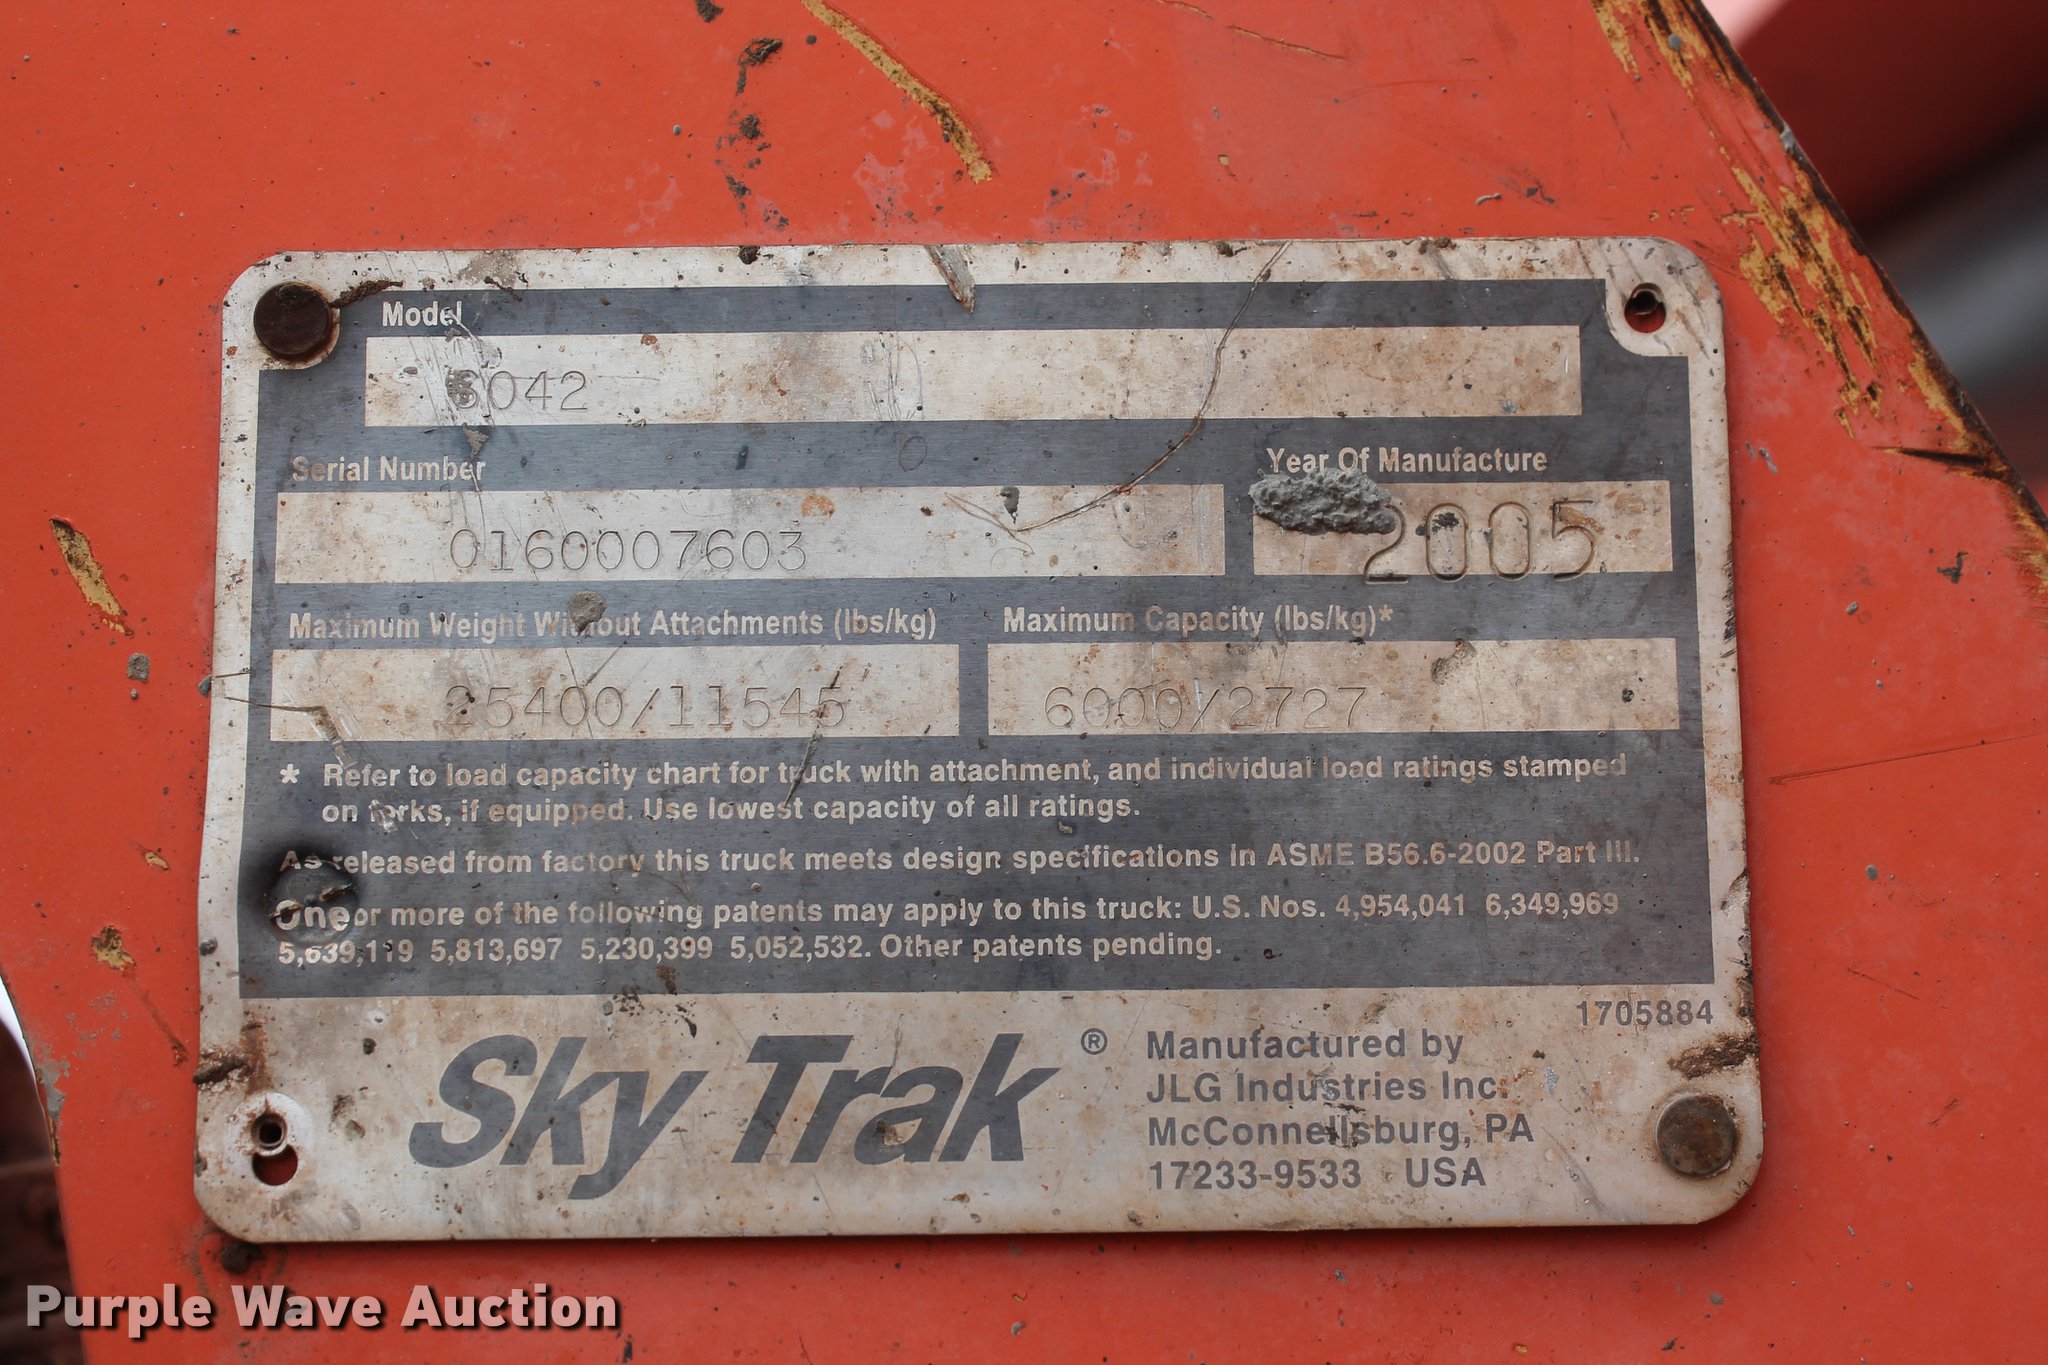 Model
6042
Serial Number
Year Of Manufacture
0160007603
2005
Maximum Weight Without Attachments (lbs/kg)
Maximum Capacity (lbs/kg)*
25400/11545
6000/2727
* Refer to load capacity chart for truck with attachment, and individual load ratings stamped
on forks, if equipped. Use lowest capacity of all ratings.
As released from factory this truck meets design specifications in ASME B56.6-2002 Part III.
One or more of the following patents may apply to this truck: U.S. Nos. 4,954,041 6,349,969
5,639,119 5,813,697 5,230,399 5,052,532. Other patents pending.
1705884
Sky Trak ®
Manufactured by
JLG Industries Inc.
McConnellsburg, PA
17233-9533 USA
Purple Wave Auction